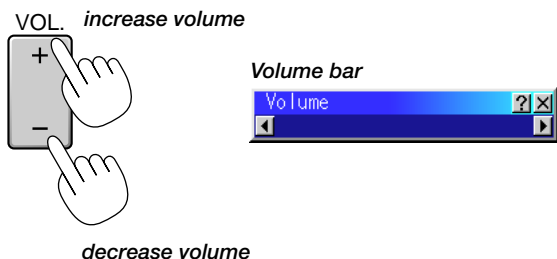 VOL.
increase volume
+
−
decrease volume
Volume bar
Volume ? ×